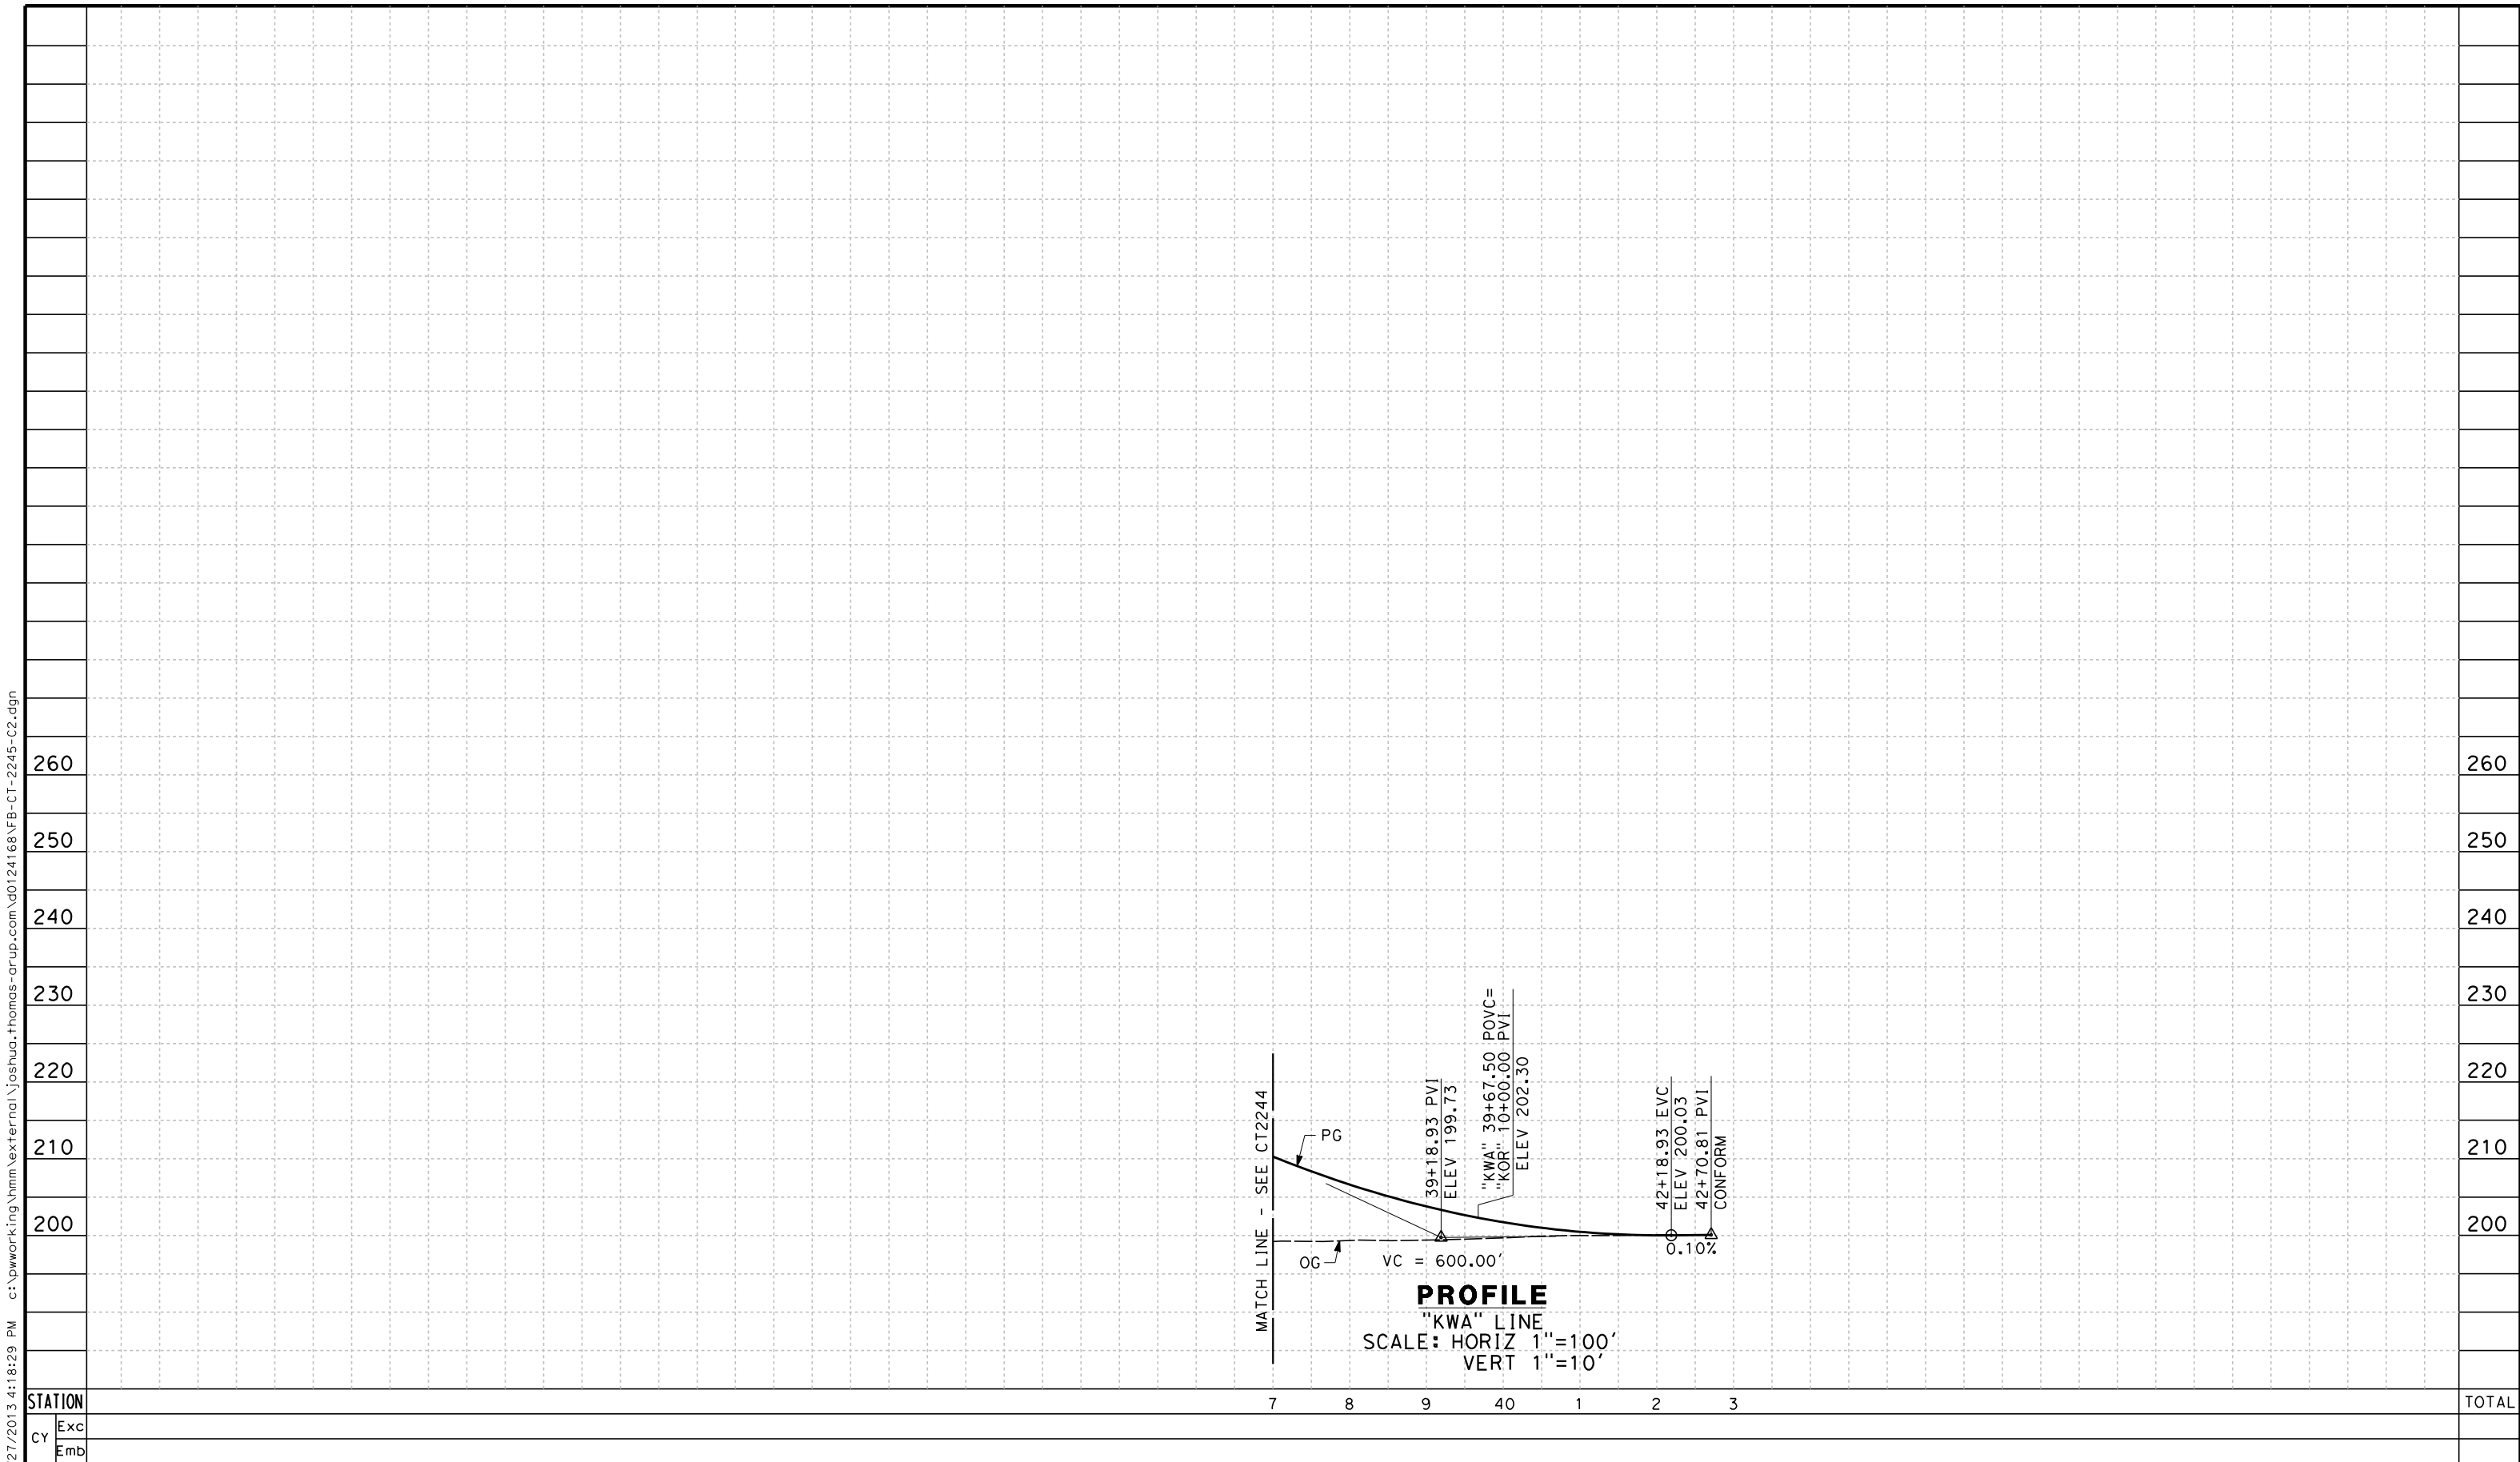 260 260
250 250
240 240
230 230
220 220
210 210
200 200
MATCH LINE - SEE CT2244
PG
OG
39+18.93 PVI
ELEV 199.73
"KWA" 39+67.50 POVC=
"KOR" 10+00.00 PVI
ELEV 202.30
42+18.93 EVC
ELEV 200.03
42+70.81 PVI
CONFORM
0.10%
VC = 600.00'
PROFILE
"KWA" LINE
SCALE: HORIZ 1"=100'
VERT 1"=10'
STATION 7 8 9 40 1 2 3 TOTAL
CY
Exc
Emb
27/2013 4:18:29 PM c:\pwworking\hmm\external\joshua.thomas-arup.com\d0124168\FB-CT-2245-C2.dgn